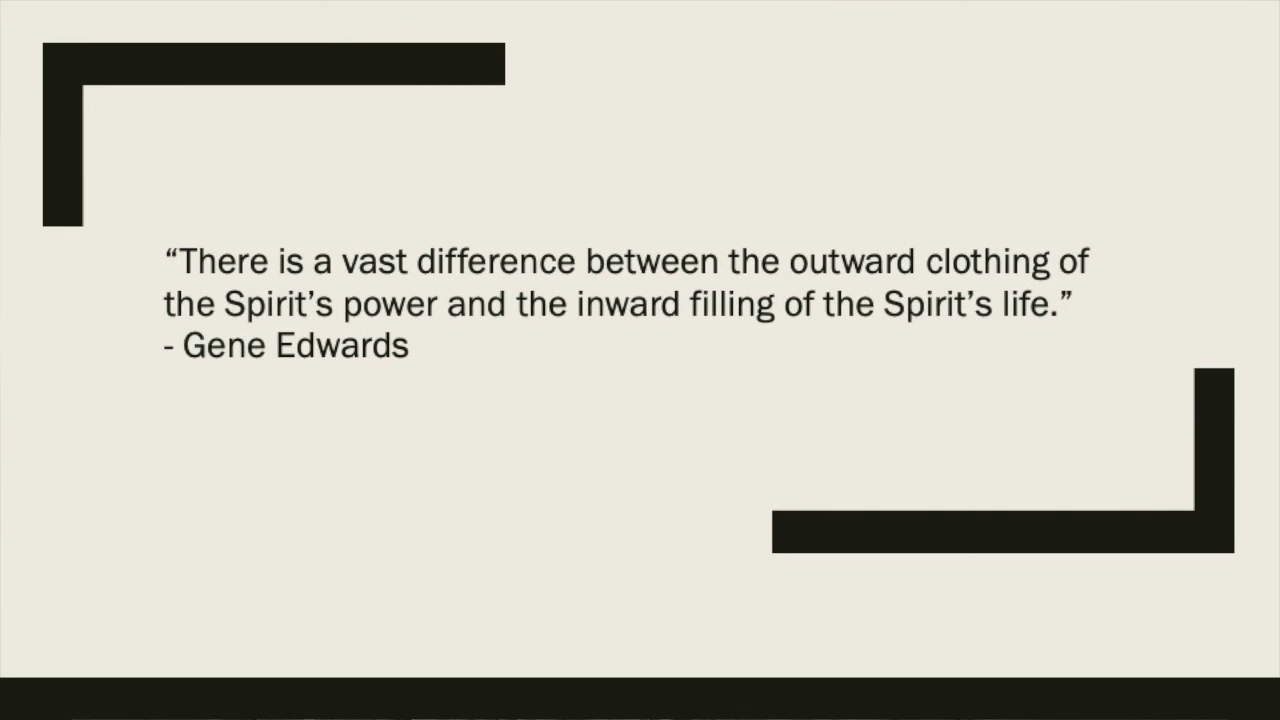 “There is a vast difference between the outward clothing of
the Spirit’s power and the inward filling of the Spirit’s life.”
- Gene Edwards